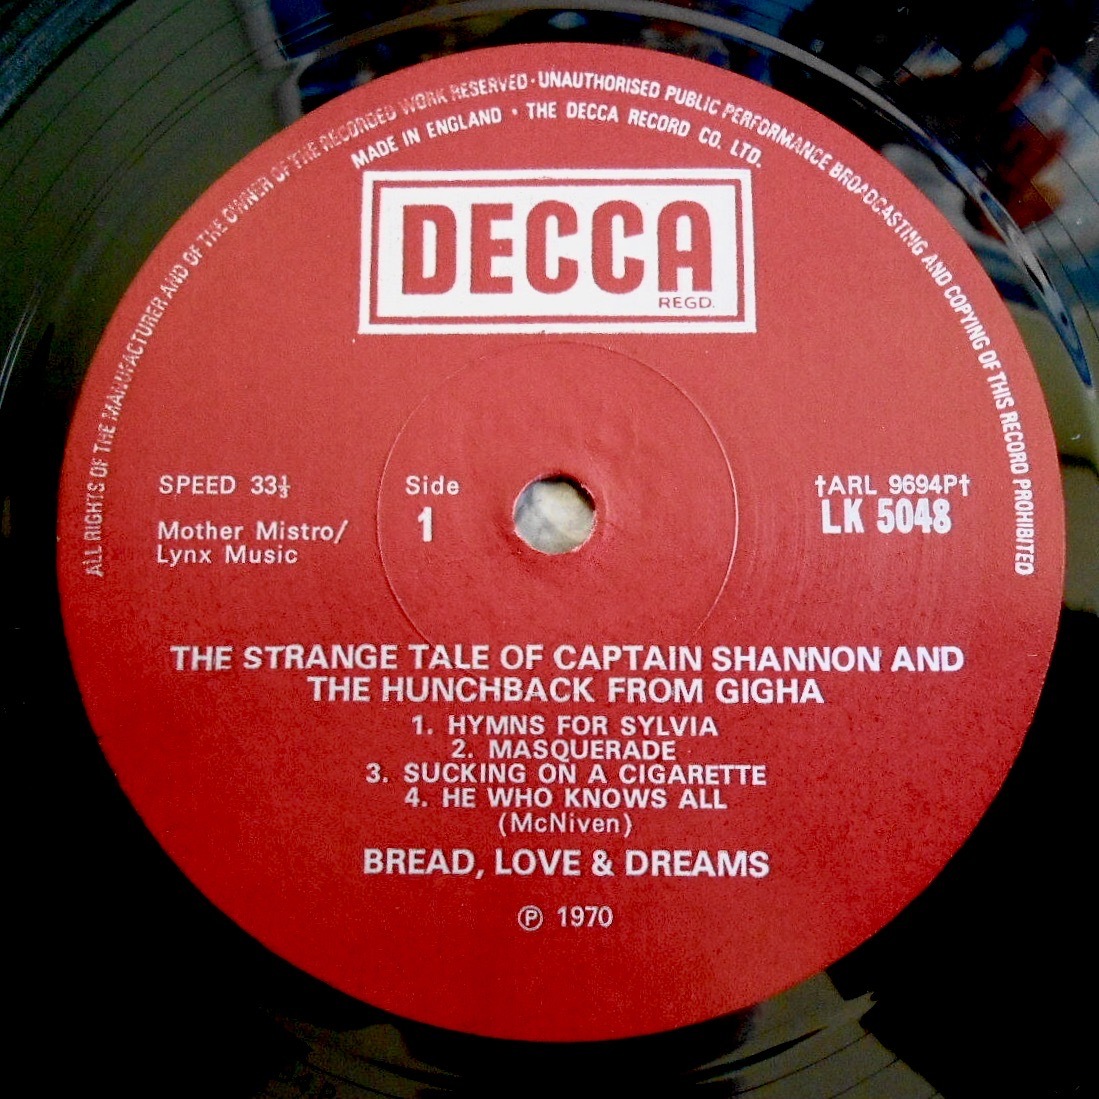 ALL RIGHTS OF THE MANUFACTURER AND OF THE OWNER OF THE RECORDED WORK RESERVED · UNAUTHORISED PUBLIC PERFORMANCE BROADCASTING AND COPYING OF THIS RECORD PROHIBITED
MADE IN ENGLAND · THE DECCA RECORD CO. LTD.
DECCA
REGD.
SPEED 33⅓
Mother Mistro/
Lynx Music
Side
1
†ARL 9694P†
LK 5048
THE STRANGE TALE OF CAPTAIN SHANNON AND
THE HUNCHBACK FROM GIGHA
1. HYMNS FOR SYLVIA
2. MASQUERADE
3. SUCKING ON A CIGARETTE
4. HE WHO KNOWS ALL
(McNiven)
BREAD, LOVE & DREAMS
℗ 1970